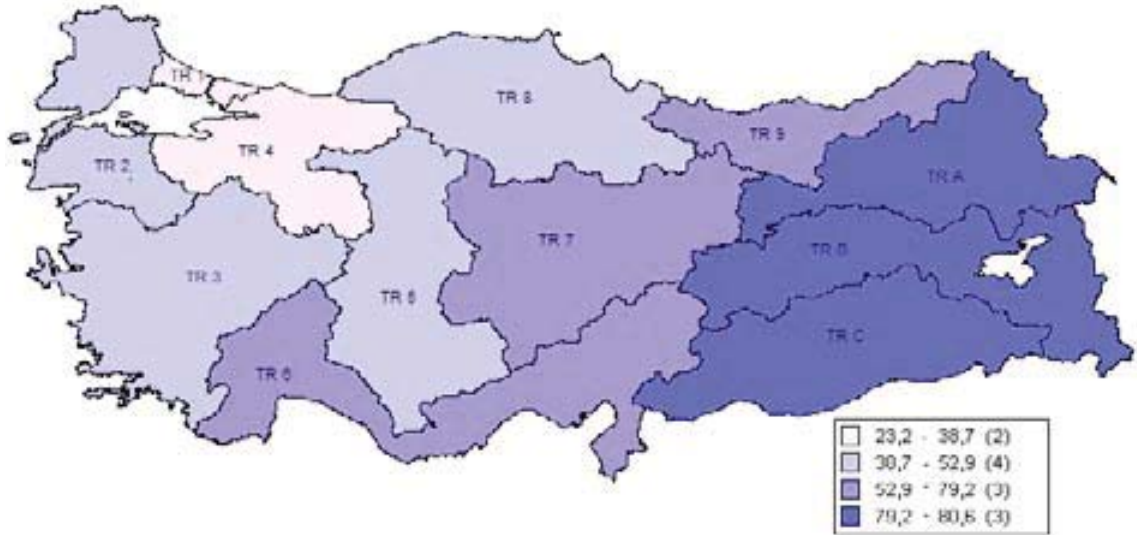 TR 1
TR 8
TR 9
TR 4
TR 2
TR A
TR 7
TR B
TR 3
TR 5
TR C
TR 6
23,2 - 38,7 (2)
38,7 - 52,9 (4)
52,9 - 79,2 (3)
79,2 - 80,6 (3)